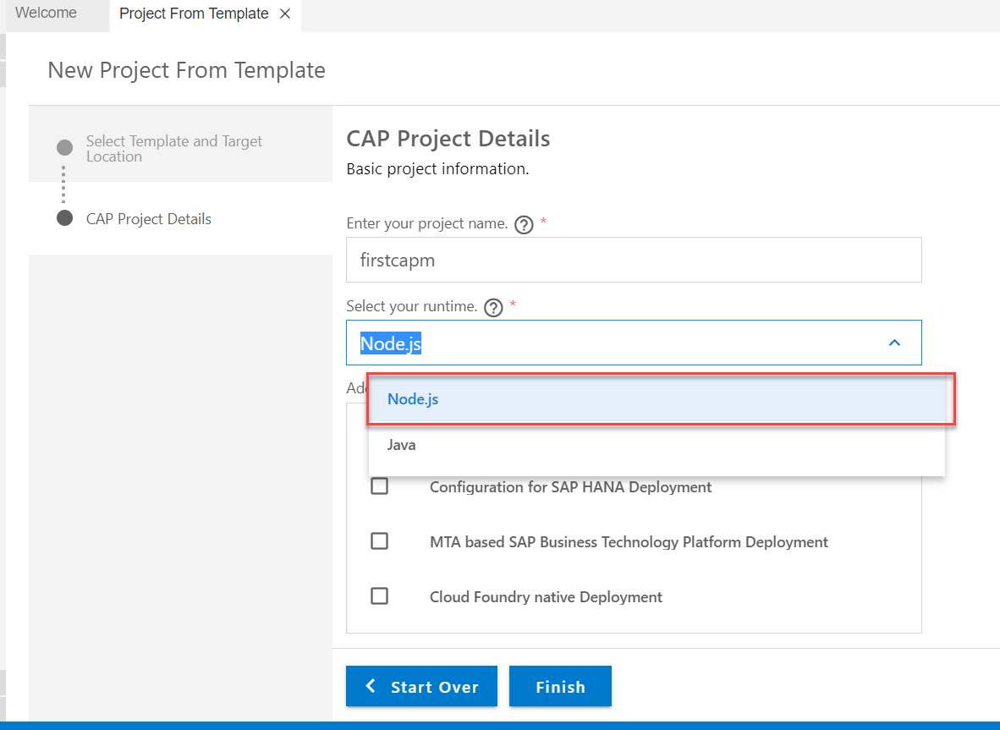 Welcome
Project From Template
New Project From Template
Select Template and Target
Location
CAP Project Details
CAP Project Details
Basic project information.
Enter your project name. ? *
firstcapm
Select your runtime. ? *
Node.js
Node.js
Java
Configuration for SAP HANA Deployment
MTA based SAP Business Technology Platform Deployment
Cloud Foundry native Deployment
Start Over
Finish